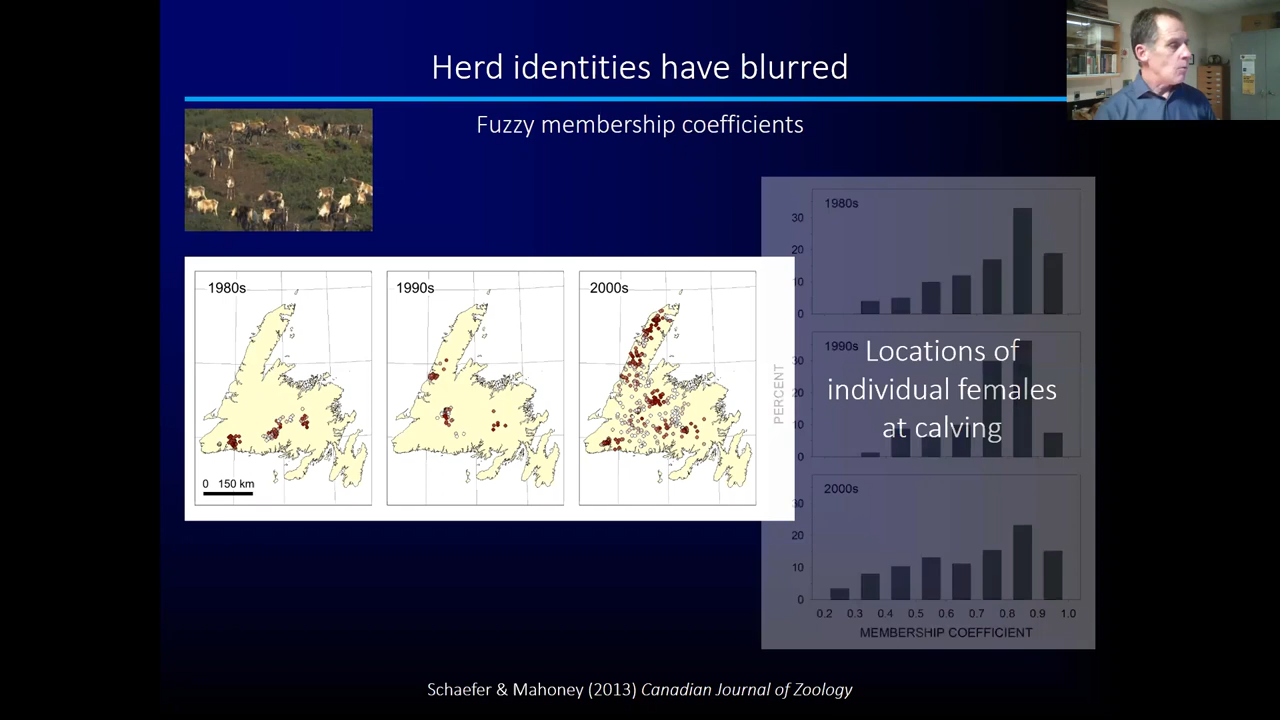 Herd identities have blurred
Fuzzy membership coefficients
1980s
1990s
2000s
0 150 km
1980s
30
20
10
0
1990s
30
20
10
0
2000s
30
20
10
0
PERCENT
0.2 0.3 0.4 0.5 0.6 0.7 0.8 0.9 1.0
MEMBERSHIP COEFFICIENT
Locations of
individual females
at calving
Schaefer & Mahoney (2013) Canadian Journal of Zoology